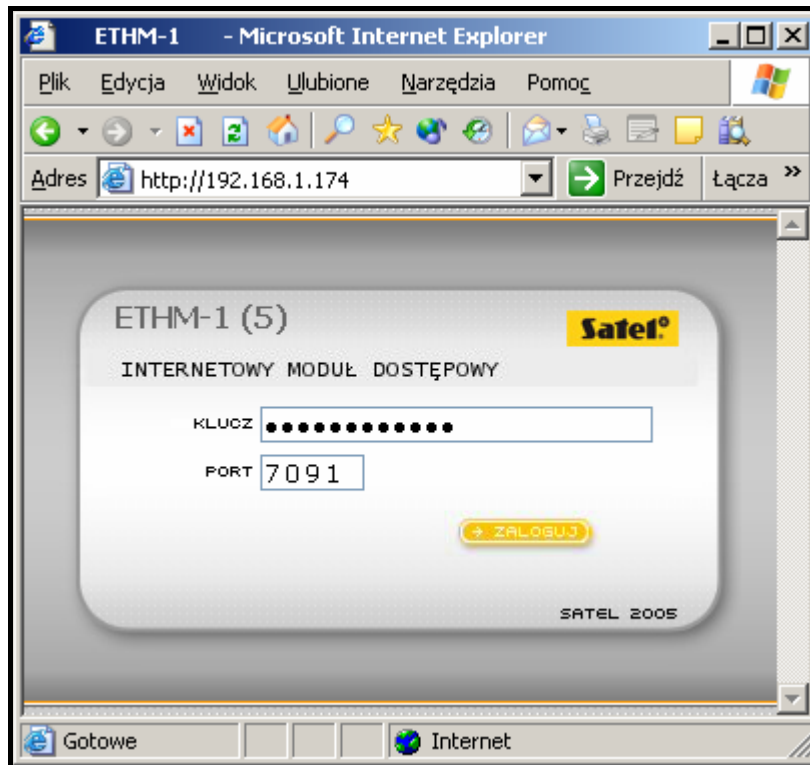 ETHM-1 - Microsoft Internet Explorer
Plik Edycja Widok Ulubione Narzędzia Pomoc
Adres http://192.168.1.174 Przejdź Łącza »
ETHM-1 (5)
Satel®
INTERNETOWY MODUŁ DOSTĘPOWY
KLUCZ ●●●●●●●●●●●●
PORT 7091
→ ZALOGUJ
SATEL 2005
Gotowe Internet